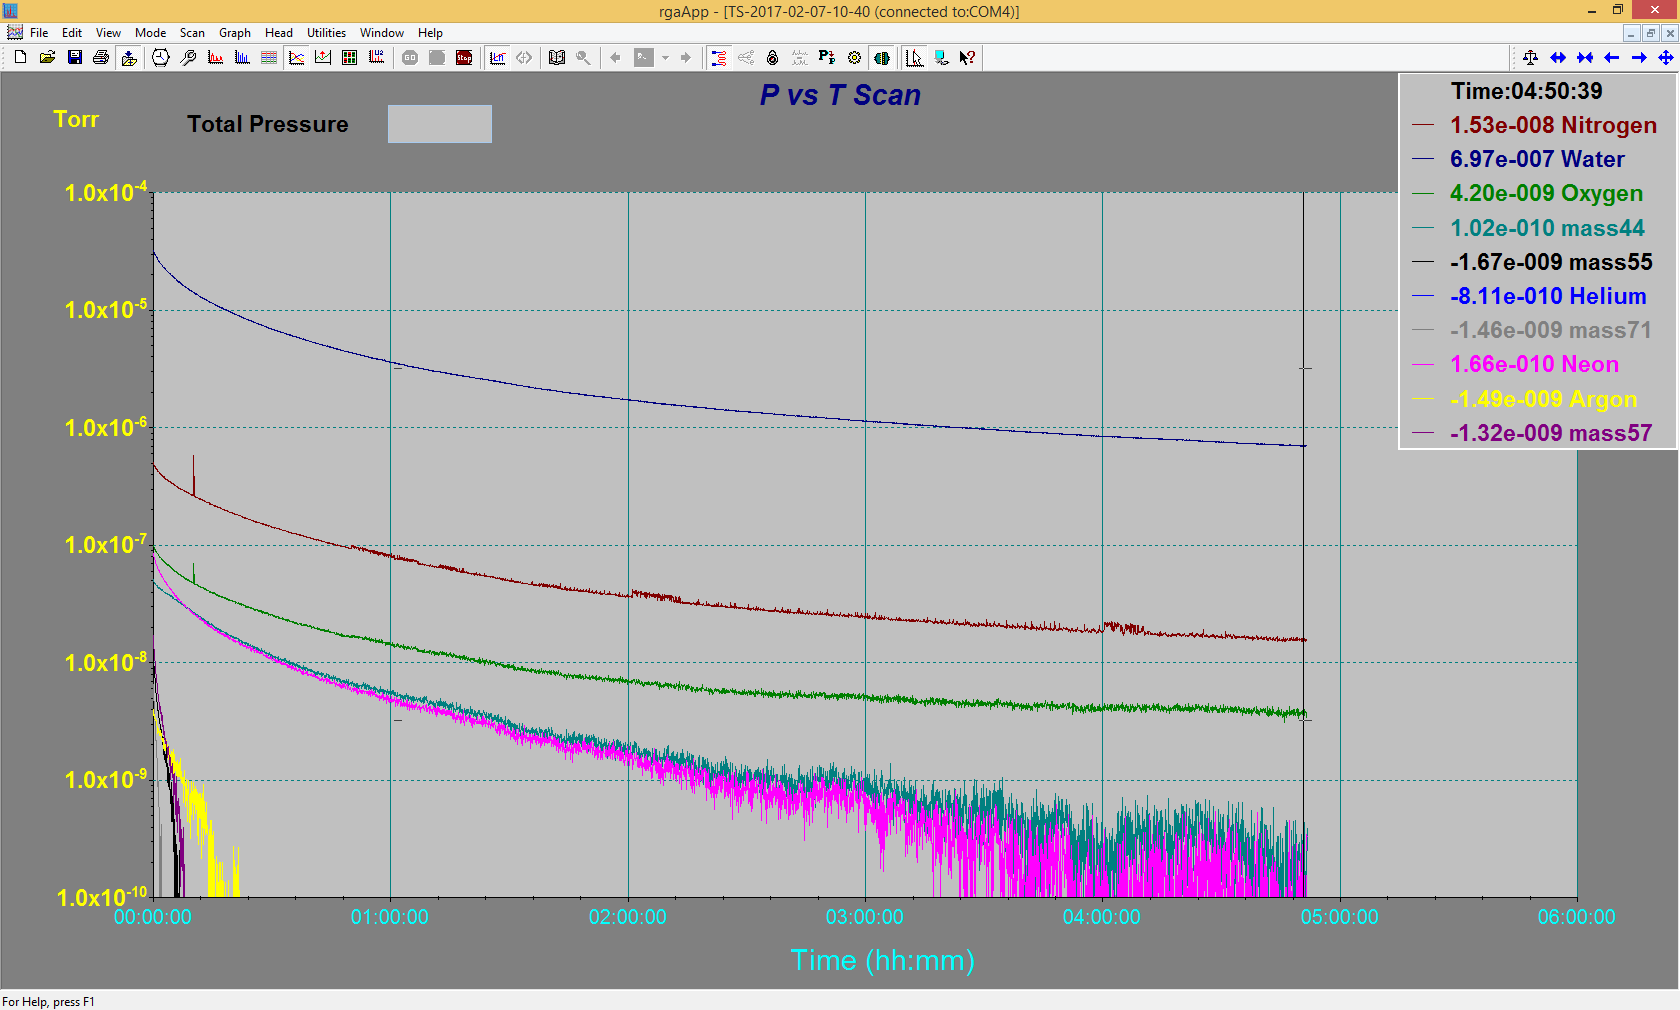 rgaApp - [TS-2017-02-07-10-40 (connected to:COM4)]
File Edit View Mode Scan Graph Head Utilities Window Help
GO Stop
P vs T Scan
Torr
Total Pressure
Time:04:50:39
1.53e-008 Nitrogen
6.97e-007 Water
4.20e-009 Oxygen
1.02e-010 mass44
-1.67e-009 mass55
-8.11e-010 Helium
-1.46e-009 mass71
1.66e-010 Neon
-1.49e-009 Argon
-1.32e-009 mass57
1.0x10-4
1.0x10-5
1.0x10-6
1.0x10-7
1.0x10-8
1.0x10-9
1.0x10-10
00:00:00 01:00:00 02:00:00 03:00:00 04:00:00 05:00:00 06:00:00
Time (hh:mm)
For Help, press F1